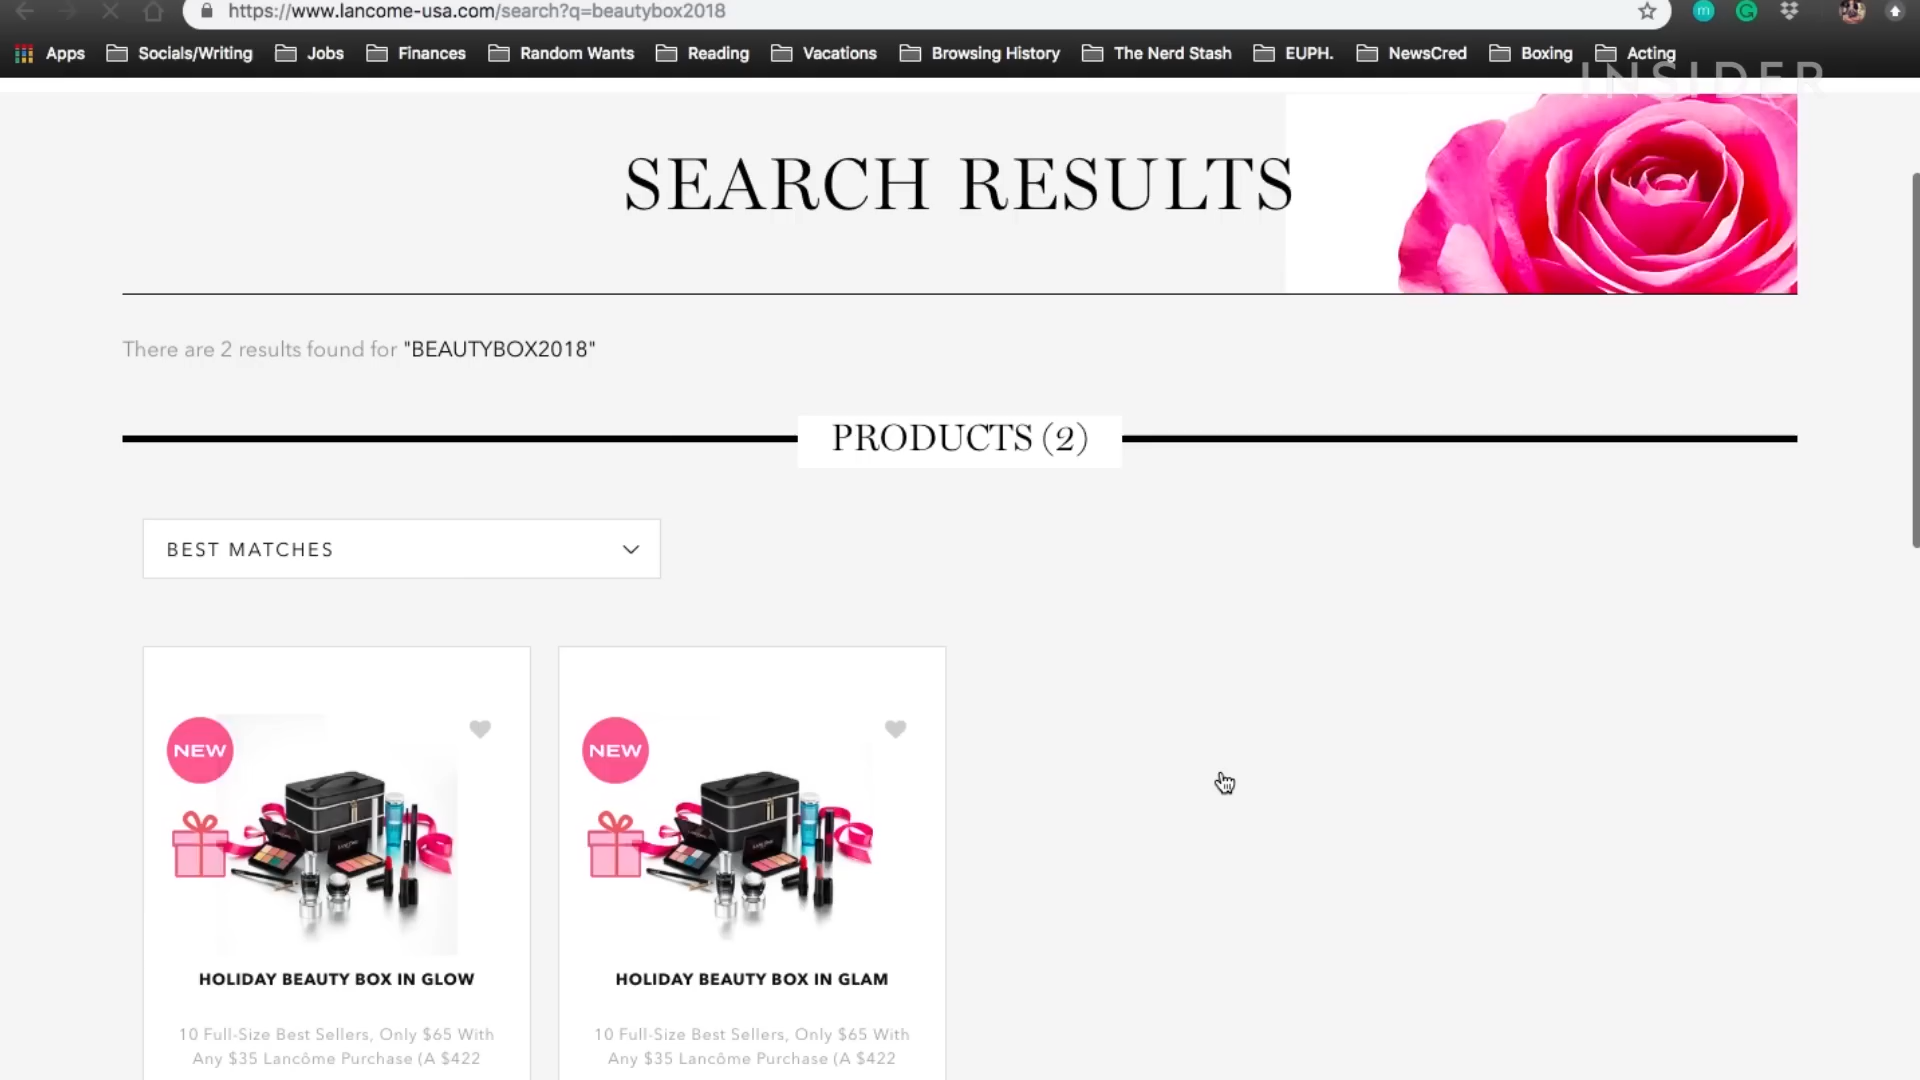 https://www.lancome-usa.com/search?q=beautybox2018
Apps Socials/Writing Jobs Finances Random Wants Reading Vacations Browsing History The Nerd Stash EUPH. NewsCred Boxing Acting
INSIDER
SEARCH RESULTS
There are 2 results found for "BEAUTYBOX2018"
PRODUCTS (2)
BEST MATCHES
NEW
HOLIDAY BEAUTY BOX IN GLOW
10 Full-Size Best Sellers, Only $65 With
Any $35 Lancôme Purchase (A $422
NEW
HOLIDAY BEAUTY BOX IN GLAM
10 Full-Size Best Sellers, Only $65 With
Any $35 Lancôme Purchase (A $422